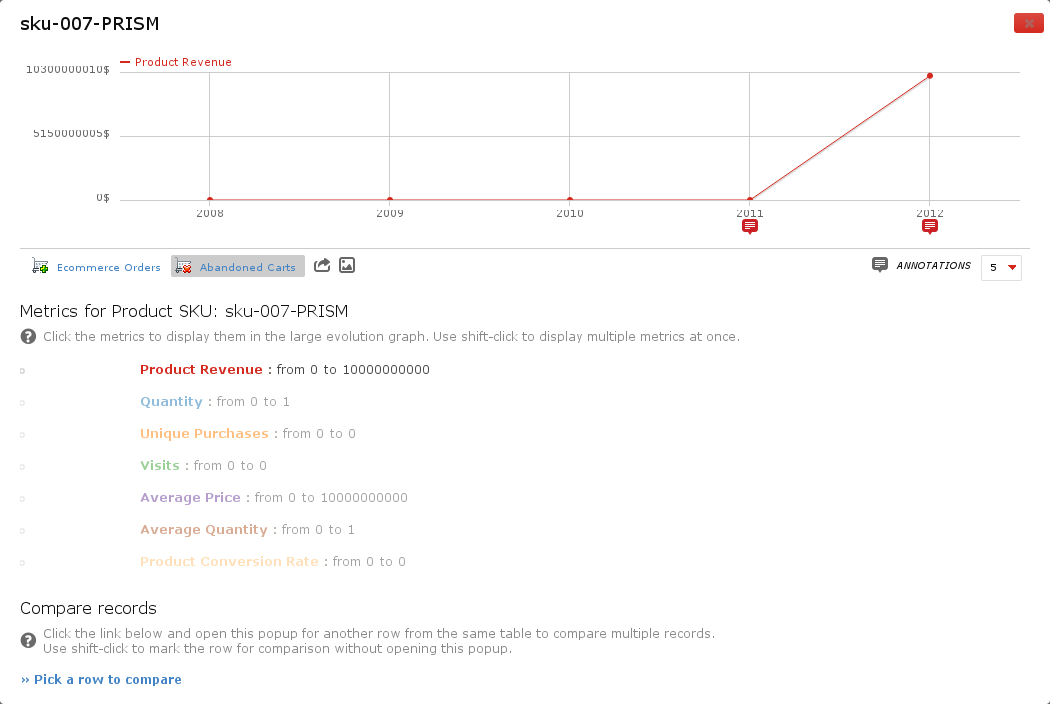 sku-007-PRISM
Product Revenue
10300000010$
5150000005$
0$
2008 2009 2010 2011 2012
Ecommerce Orders Abandoned Carts ANNOTATIONS 5
Metrics for Product SKU: sku-007-PRISM
Click the metrics to display them in the large evolution graph. Use shift-click to display multiple metrics at once.
Product Revenue : from 0 to 10000000000
Quantity : from 0 to 1
Unique Purchases : from 0 to 0
Visits : from 0 to 0
Average Price : from 0 to 10000000000
Average Quantity : from 0 to 1
Product Conversion Rate : from 0 to 0
Compare records
Click the link below and open this popup for another row from the same table to compare multiple records.
Use shift-click to mark the row for comparison without opening this popup.
» Pick a row to compare